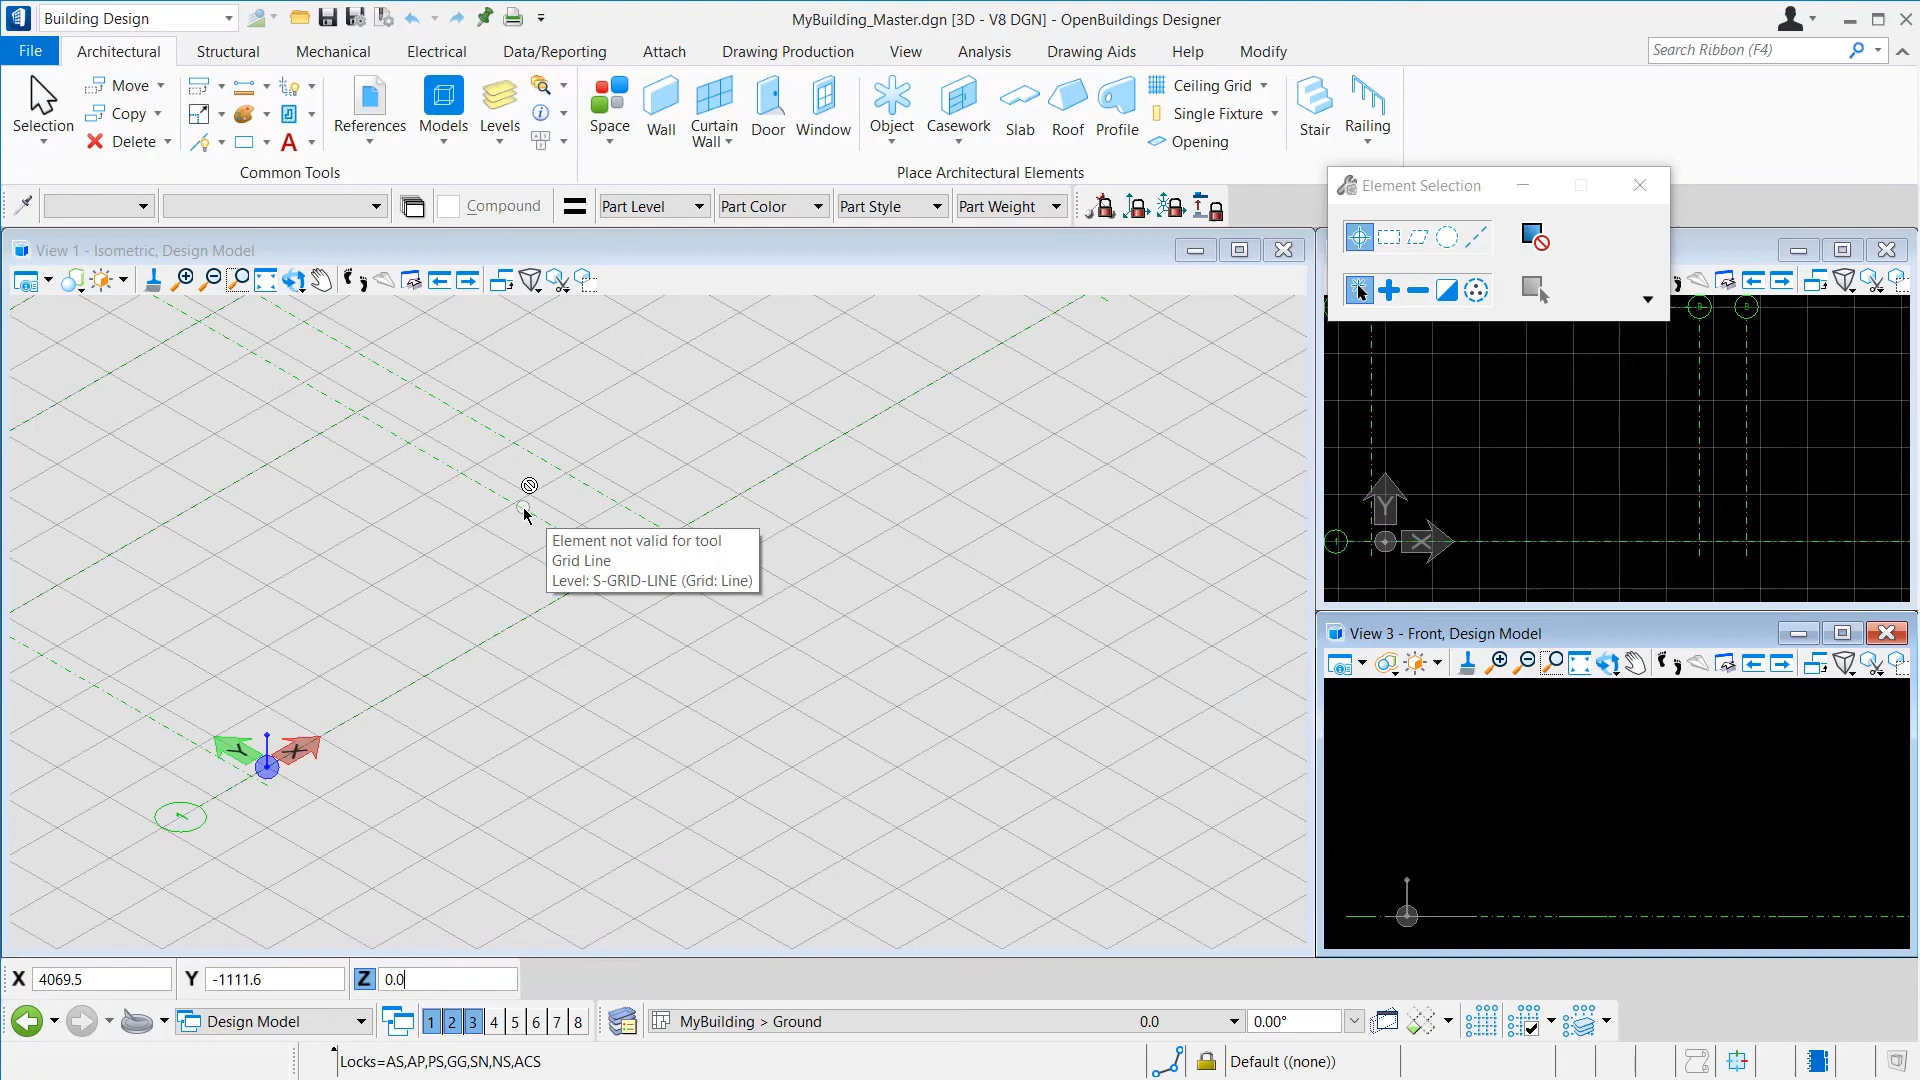 Building Design
MyBuilding_Master.dgn [3D - V8 DGN] - OpenBuildings Designer
File
Architectural
Structural
Mechanical
Electrical
Data/Reporting
Attach
Drawing Production
View
Analysis
Drawing Aids
Help
Modify
Search Ribbon (F4)
Selection
Move
Copy
Delete
A
References
Models
Levels
Common Tools
Space
Wall
Curtain
Wall
Door
Window
Object
Casework
Slab
Roof
Profile
Ceiling Grid
Single Fixture
Opening
Stair
Railing
Place Architectural Elements
Compound
Part Level
Part Color
Part Style
Part Weight
Element Selection
View 1 - Isometric, Design Model
Element not valid for tool
Grid Line
Level: S-GRID-LINE (Grid: Line)
Y
X
Y
X
View 3 - Front, Design Model
X 4069.5
Y -1111.6
Z 0.0
Design Model
1 2 3 4 5 6 7 8
MyBuilding > Ground
0.0
0.00°
Locks=AS,AP,PS,GG,SN,NS,ACS
Default ((none))